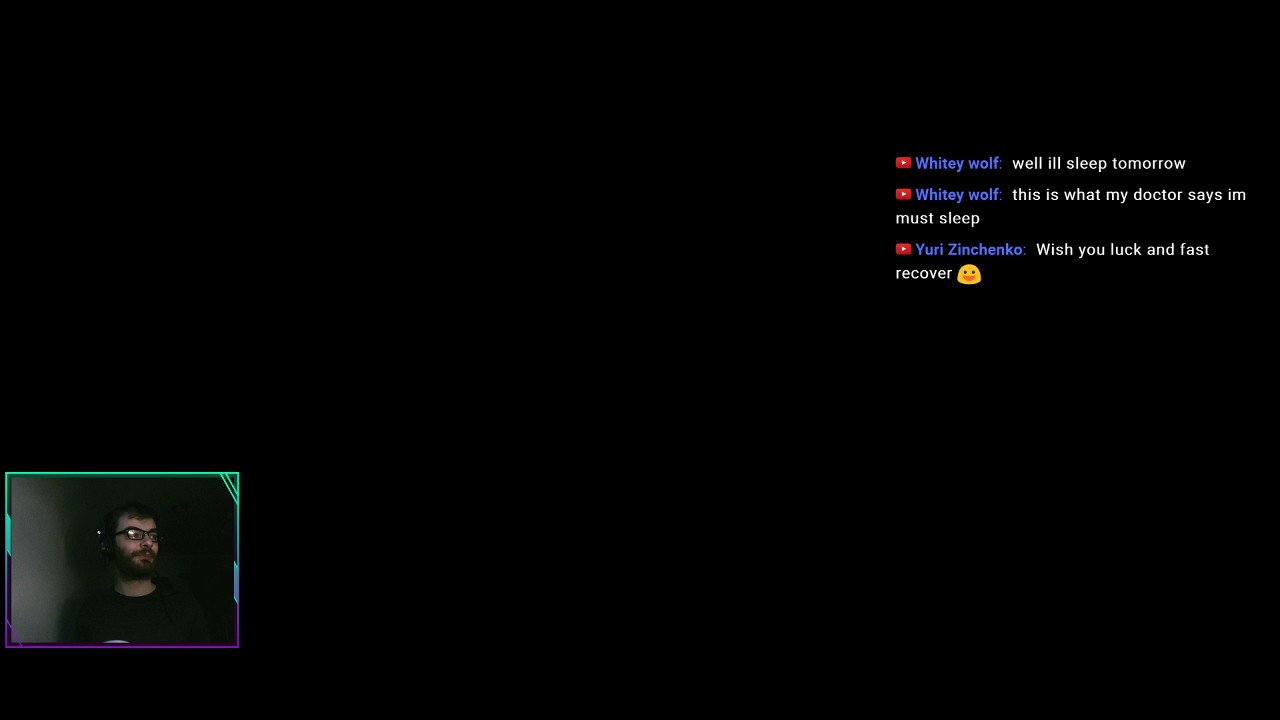 Whitey wolf: well ill sleep tomorrow
Whitey wolf: this is what my doctor says im
must sleep
Yuri Zinchenko: Wish you luck and fast
recover